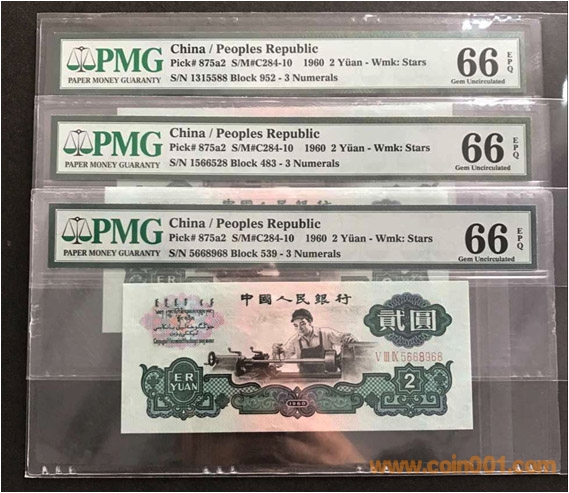 PMG
PAPER MONEY GUARANTY
China / Peoples Republic
Pick# 875a2 S/M#C284-10 1960 2 Yüan - Wmk: Stars
S/N 1315588 Block 952 - 3 Numerals
66 EPQ
Gem Uncirculated
PMG
PAPER MONEY GUARANTY
China / Peoples Republic
Pick# 875a2 S/M#C284-10 1960 2 Yüan - Wmk: Stars
S/N 1566528 Block 483 - 3 Numerals
66 EPQ
Gem Uncirculated
PMG
PAPER MONEY GUARANTY
China / Peoples Republic
Pick# 875a2 S/M#C284-10 1960 2 Yüan - Wmk: Stars
S/N 5668968 Block 539 - 3 Numerals
66 EPQ
Gem Uncirculated
中國人民銀行
貳圓
V III IX 5668968
ER
YUAN
2
1960
www.coin001.com